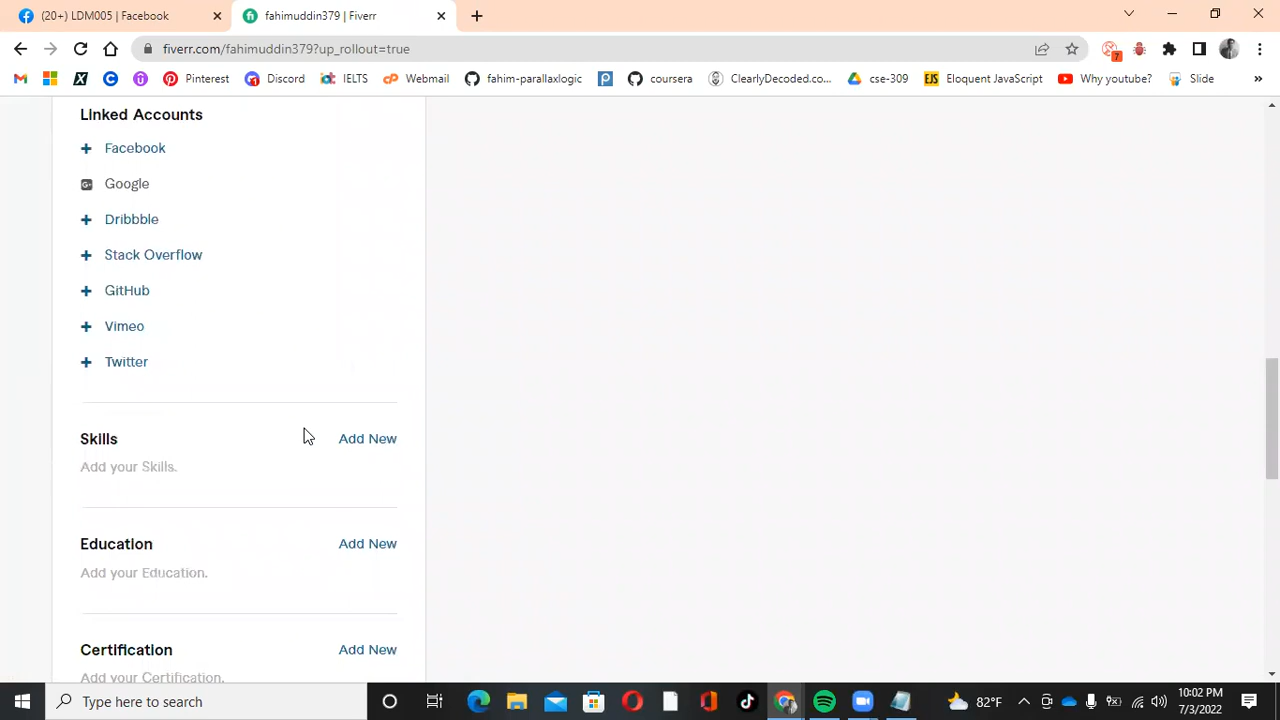 (20+) LDM005 | Facebook
fahimuddin379 | Fiverr
fiverr.com/fahimuddin379?up_rollout=true
7
Pinterest
Discord
IELTS
Webmail
fahim-parallaxlogic
coursera
ClearlyDecoded.co...
cse-309
EJS
Eloquent JavaScript
Why youtube?
Slide
»
Linked Accounts
Facebook
Google
Dribbble
Stack Overflow
GitHub
Vimeo
Twitter
Skills
Add New
Add your Skills.
Education
Add New
Add your Education.
Certification
Add New
Add your Certification.
Type here to search
82°F
10:02 PM
7/3/2022